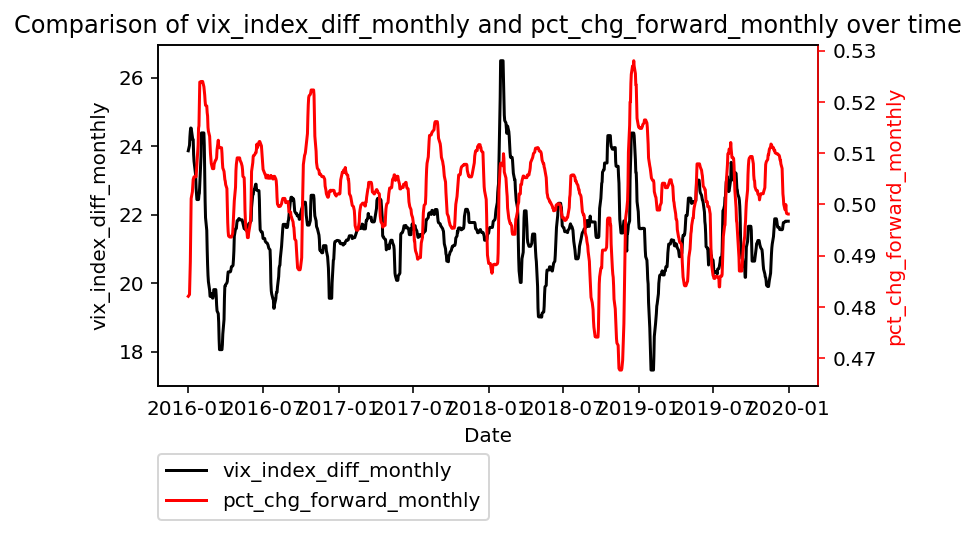 Comparison of vix_index_diff_monthly and pct_chg_forward_monthly over time
vix_index_diff_monthly
26
24
22
20
18
0.53
0.52
0.51
0.50
0.49
0.48
0.47
pct_chg_forward_monthly
2016-01 2016-07 2017-01 2017-07 2018-01 2018-07 2019-01 2019-07 2020-01
Date
vix_index_diff_monthly
pct_chg_forward_monthly